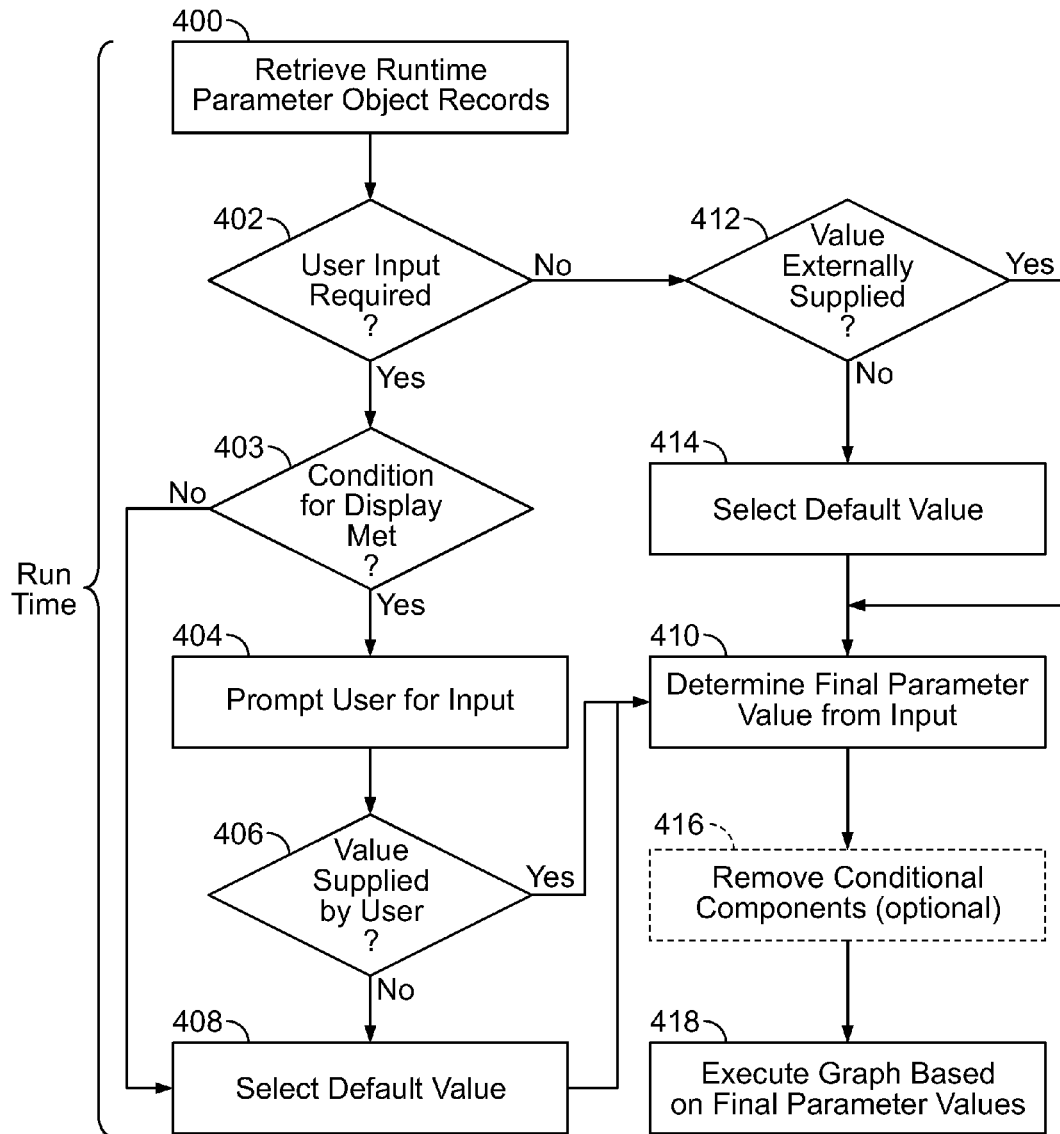 400
Retrieve Runtime
Parameter Object Records
402
User Input
Required
?
No
Yes
412
Value
Externally
Supplied
?
Yes
No
403
Condition
for Display
Met
?
No
Yes
414
Select Default Value
Run
Time
404
Prompt User for Input
410
Determine Final Parameter
Value from Input
406
Value
Supplied
by User
?
Yes
No
416
Remove Conditional
Components (optional)
408
Select Default Value
418
Execute Graph Based
on Final Parameter Values